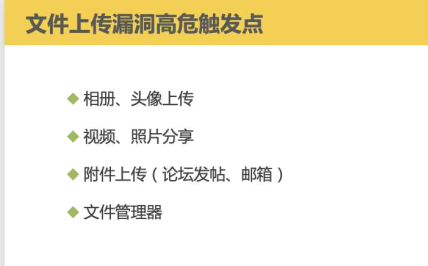 文件上传漏洞高危触发点
相册、头像上传
视频、照片分享
附件上传（论坛发帖、邮箱）
文件管理器